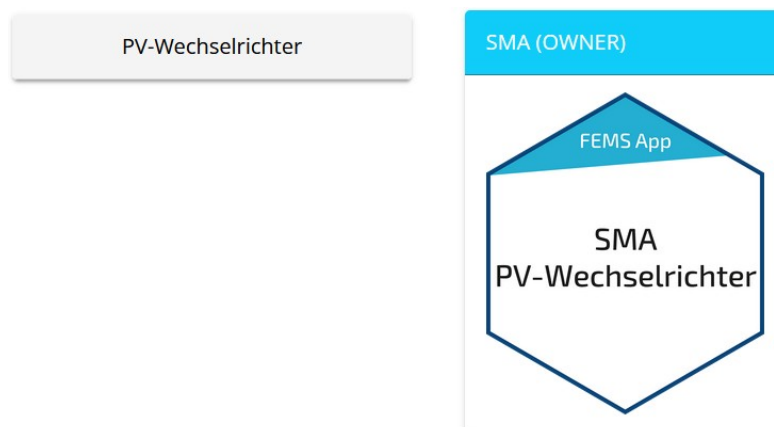 PV-Wechselrichter
SMA (OWNER)
FEMS App
SMA
PV-Wechselrichter